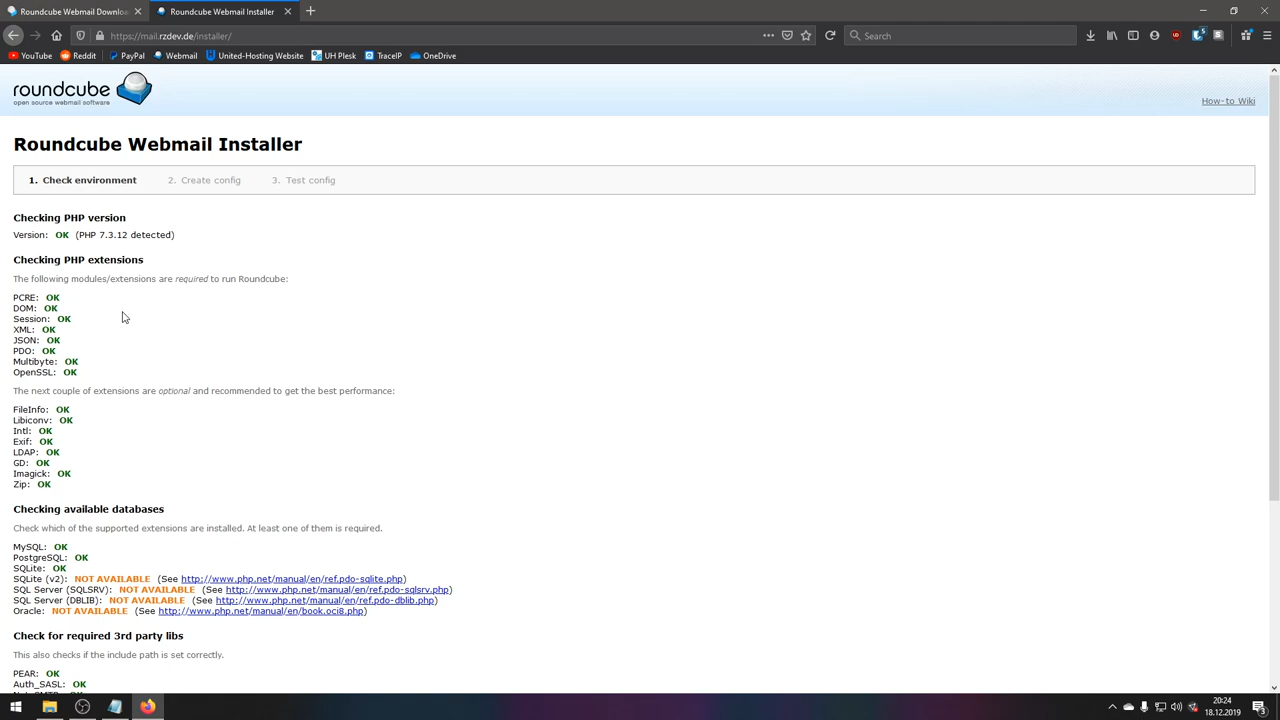 Roundcube Webmail Downlo
Roundcube Webmail Installer
https://mail.rzdev.de/installer/
Search
YouTube
Reddit
PayPal
Webmail
United-Hosting Website
UH Plesk
TraceIP
OneDrive
roundcube
open source webmail software
How-to Wiki
Roundcube Webmail Installer
1. Check environment
2. Create config
3. Test config
Checking PHP version
Version: OK (PHP 7.3.12 detected)
Checking PHP extensions
The following modules/extensions are required to run Roundcube:
PCRE: OK
DOM: OK
Session: OK
XML: OK
JSON: OK
PDO: OK
Multibyte: OK
OpenSSL: OK
The next couple of extensions are optional and recommended to get the best performance:
FileInfo: OK
Libiconv: OK
Intl: OK
Exif: OK
LDAP: OK
GD: OK
Imagick: OK
Zip: OK
Checking available databases
Check which of the supported extensions are installed. At least one of them is required.
MySQL: OK
PostgreSQL: OK
SQLite: OK
SQLite (v2): NOT AVAILABLE (See http://www.php.net/manual/en/ref.pdo-sqlite.php)
SQL Server (SQLSRV): NOT AVAILABLE (See http://www.php.net/manual/en/ref.pdo-sqlsrv.php)
SQL Server (DBLIB): NOT AVAILABLE (See http://www.php.net/manual/en/ref.pdo-dblib.php)
Oracle: NOT AVAILABLE (See http://www.php.net/manual/en/book.oci8.php)
Check for required 3rd party libs
This also checks if the include path is set correctly.
PEAR: OK
Auth_SASL: OK
20:24
18.12.2019
3